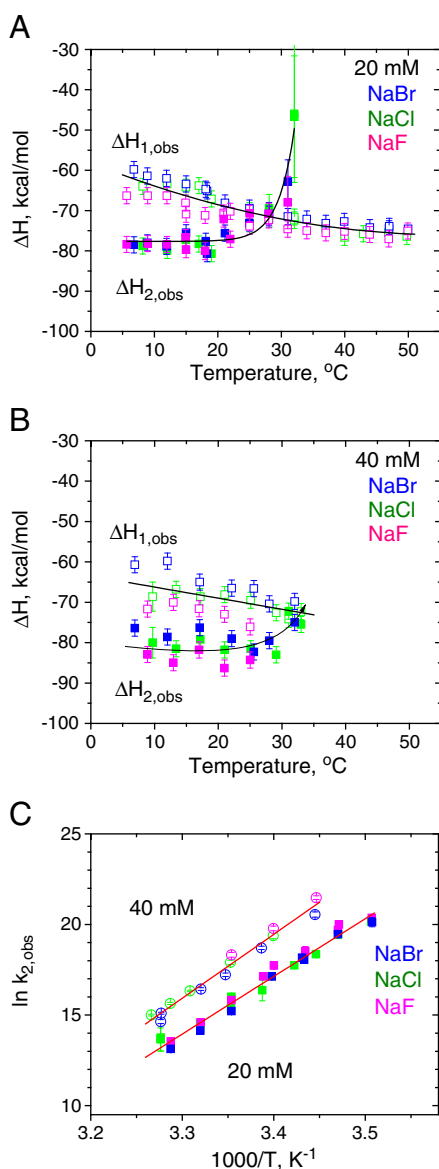 A
-30
-40
-50
-60
-70
-80
-90
-100
ΔH, kcal/mol
20 mM
NaBr
NaCl
NaF
ΔH1,obs
ΔH2,obs
0 10 20 30 40 50
Temperature, °C
B
-30
-40
-50
-60
-70
-80
-90
-100
ΔH, kcal/mol
40 mM
NaBr
NaCl
NaF
ΔH1,obs
ΔH2,obs
0 10 20 30 40 50
Temperature, °C
C
25
20
15
10
ln k2,obs
40 mM
NaBr
NaCl
NaF
20 mM
3.2 3.3 3.4 3.5
1000/T, K-1